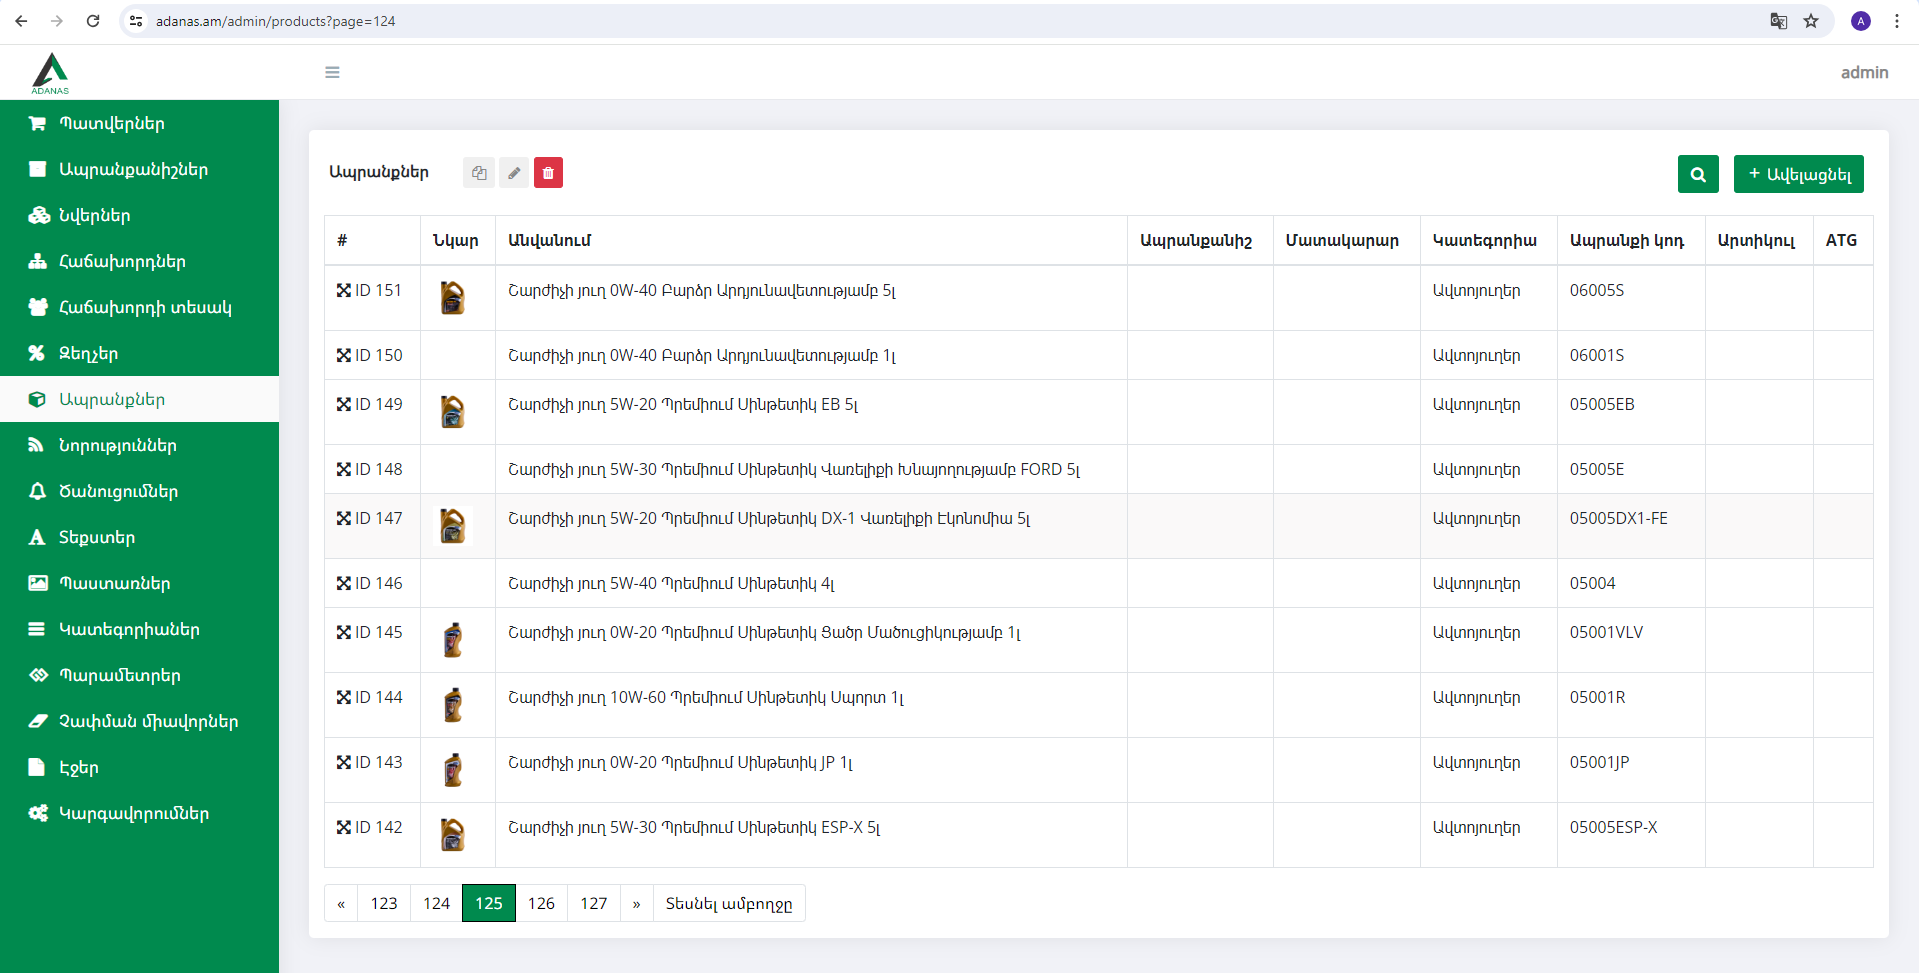 adanas.am/admin/products?page=124
A
ADANAS
admin
Պատվերներ
Ապրանքանիշներ
Նվերներ
Հաճախորդներ
Հաճախորդի տեսակ
Զեղչեր
Ապրանքներ
Նորություններ
Ծանուցումներ
Տեքստեր
Պաստառներ
Կատեգորիաներ
Պարամետրեր
Չափման միավորներ
Էջեր
Կարգավորումներ
Ապրանքներ
+ Ավելացնել
# Նկար Անվանում Ապրանքանիշ Մատակարար Կատեգորիա Ապրանքի կոդ Արտիկուլ ATG
ID 151 Շարժիչի յուղ 0W-40 Բարձր Արդյունավետությամբ 5լ Ավտոյուղեր 06005S
ID 150 Շարժիչի յուղ 0W-40 Բարձր Արդյունավետությամբ 1լ Ավտոյուղեր 06001S
ID 149 Շարժիչի յուղ 5W-20 Պրեմիում Սինթետիկ EB 5լ Ավտոյուղեր 05005EB
ID 148 Շարժիչի յուղ 5W-30 Պրեմիում Սինթետիկ Վառելիքի Խնայողությամբ FORD 5լ Ավտոյուղեր 05005E
ID 147 Շարժիչի յուղ 5W-20 Պրեմիում Սինթետիկ DX-1 Վառելիքի Էկոնոմիա 5լ Ավտոյուղեր 05005DX1-FE
ID 146 Շարժիչի յուղ 5W-40 Պրեմիում Սինթետիկ 4լ Ավտոյուղեր 05004
ID 145 Շարժիչի յուղ 0W-20 Պրեմիում Սինթետիկ Ցածր Մածուցիկությամբ 1լ Ավտոյուղեր 05001VLV
ID 144 Շարժիչի յուղ 10W-60 Պրեմիում Սինթետիկ Սպորտ 1լ Ավտոյուղեր 05001R
ID 143 Շարժիչի յուղ 0W-20 Պրեմիում Սինթետիկ JP 1լ Ավտոյուղեր 05001JP
ID 142 Շարժիչի յուղ 5W-30 Պրեմիում Սինթետիկ ESP-X 5լ Ավտոյուղեր 05005ESP-X
« 123 124 125 126 127 » Տեսնել ամբողջը